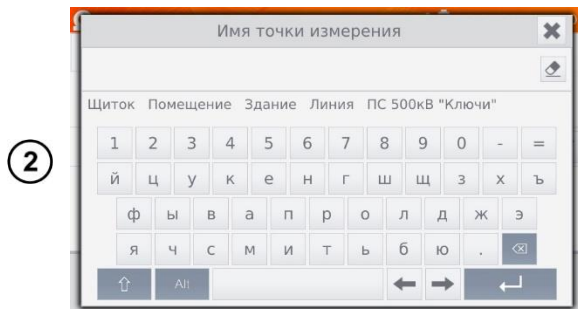 Имя точки измерения
Щиток Помещение Здание Линия ПС 500кВ "Ключи"
1 2 3 4 5 6 7 8 9 0 - =
й ц у к е н г ш щ з х ъ
ф ы в а п р о л д ж э
2
я ч с м и т ь б ю .
Alt